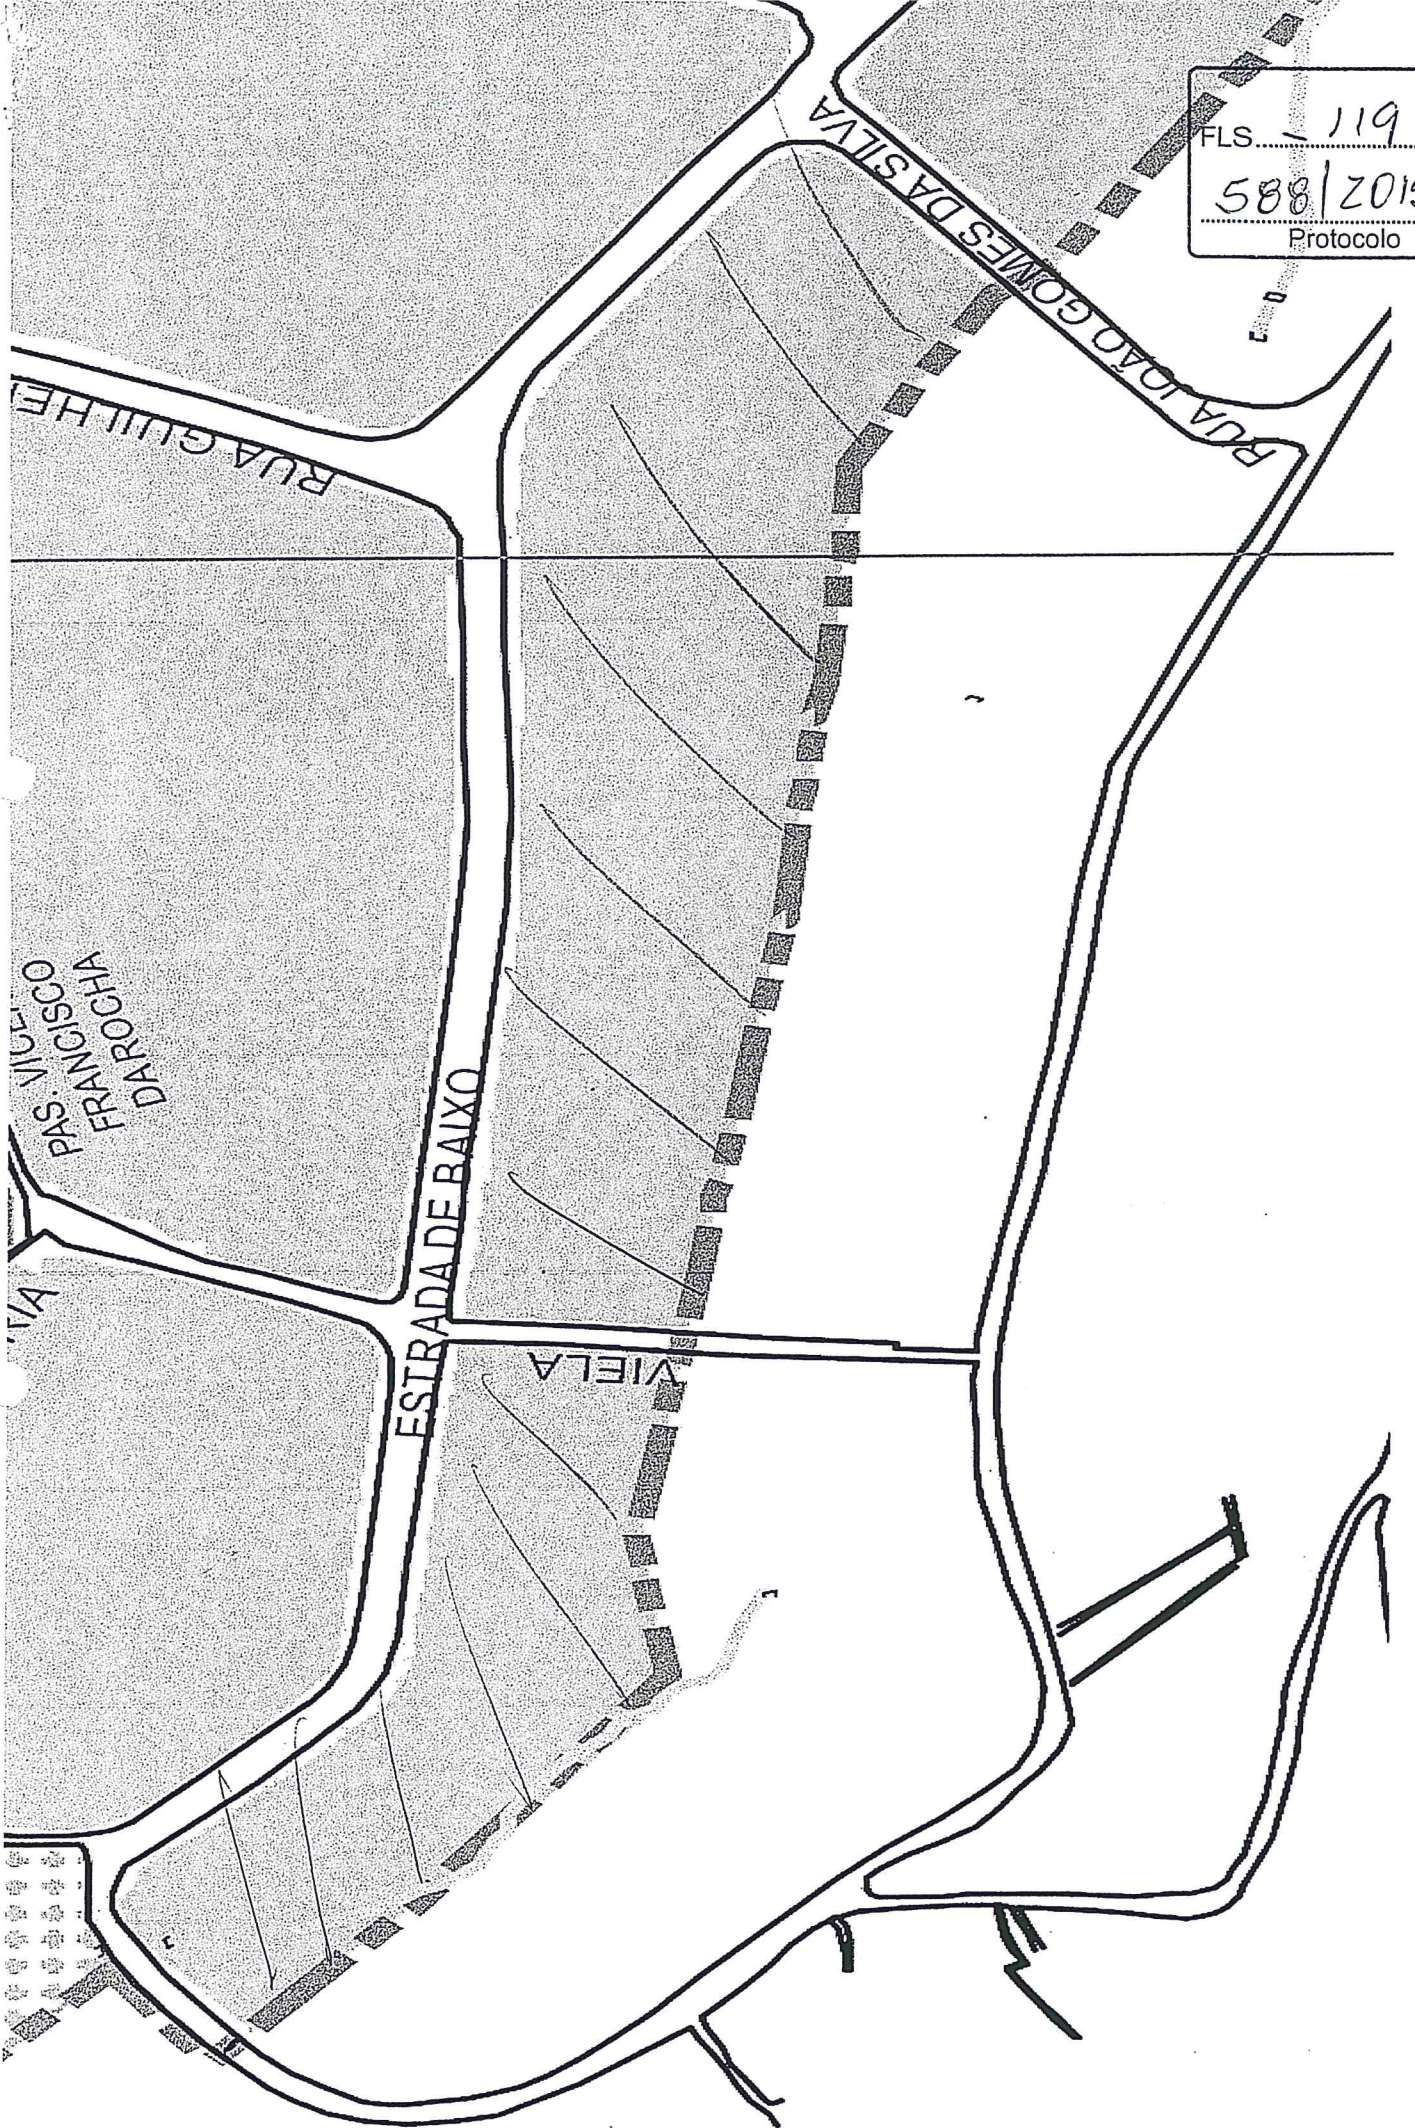 FLS. - 119
588/2015
Protocolo
RUA JOÃO GOMES DA SILVA
RUA GUILHE
PAS. VICE
FRANCISCO
DA ROCHA
ESTRADA DE BAIXO
VIELA